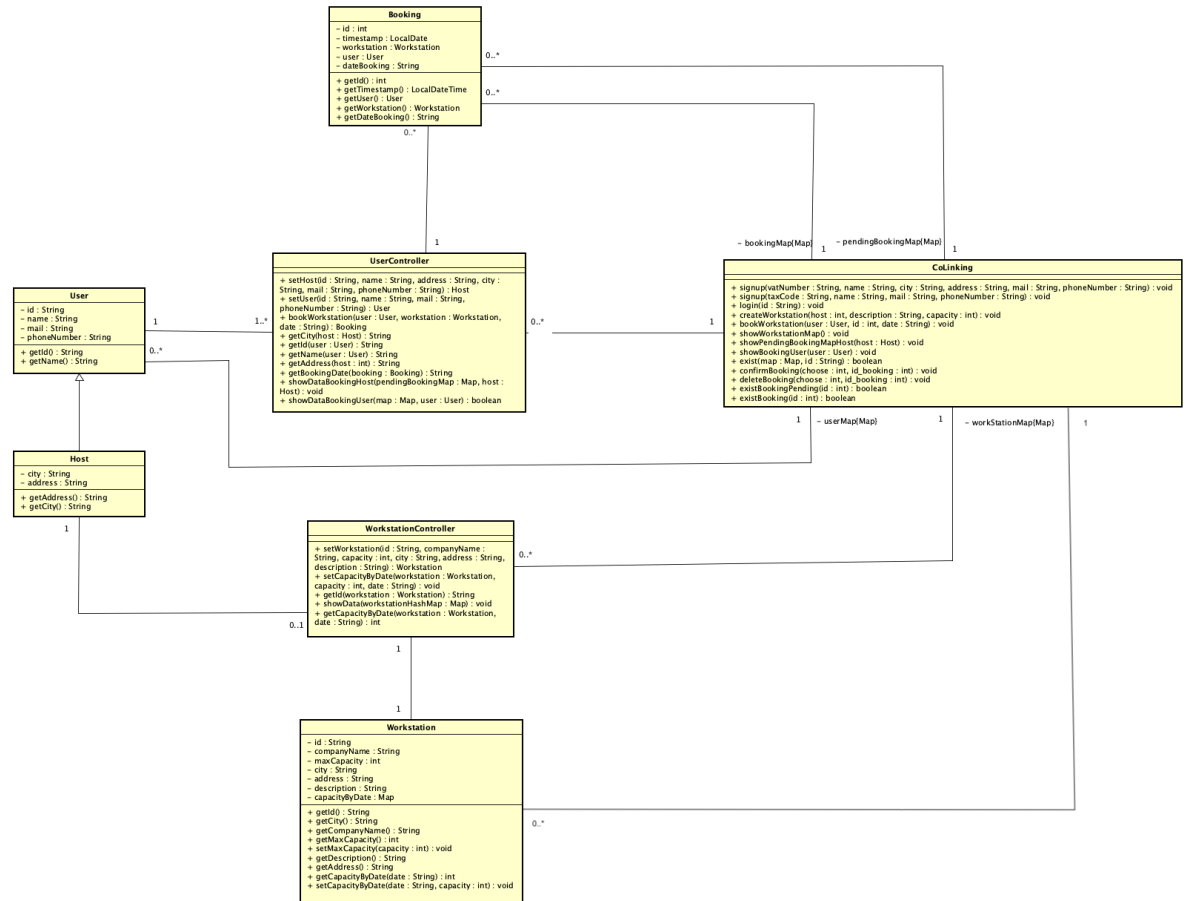 Booking
– id : int
– timestamp : LocalDate
– workstation : Workstation
– user : User
– dateBooking : String
+ getId() : int
+ getTimestamp() : LocalDateTime
+ getUser() : User
+ getWorkstation() : Workstation
+ getDateBooking() : String
0..*
0..*
0..*
1
– bookingMap{Map}
1
– pendingBookingMap{Map}
1
UserController
+ setHost(id : String, name : String, address : String, city :
String, mail : String, phoneNumber : String) : Host
+ setUser(id : String, name : String, mail : String,
phoneNumber : String) : User
+ bookWorkstation(user : User, workstation : Workstation,
date : String) : Booking
+ getCity(host : Host) : String
+ getId(user : User) : String
+ getName(user : User) : String
+ getAddress(host : int) : String
+ getBookingDate(booking : Booking) : String
+ showDataBookingHost(pendingBookingMap : Map, host :
Host) : void
+ showDataBookingUser(map : Map, user : User) : boolean
CoLinking
+ signup(vatNumber : String, name : String, city : String, address : String, mail : String, phoneNumber : String) : void
+ signup(taxCode : String, name : String, mail : String, phoneNumber : String) : void
+ login(id : String) : void
+ createWorkstation(host : int, description : String, capacity : int) : void
+ bookWorkstation(user : User, id : int, date : String) : void
+ showWorkstationMap() : void
+ showPendingBookingMapHost(host : Host) : void
+ showBookingUser(user : User) : void
+ exist(map : Map, id : String) : boolean
+ confirmBooking(choose : int, id_booking : int) : void
+ deleteBooking(choose : int, id_booking : int) : void
+ existBookingPending(id : int) : boolean
+ existBooking(id : int) : boolean
User
– id : String
– name : String
– mail : String
– phoneNumber : String
+ getId() : String
+ getName() : String
1
1..*
0..*
1
0..*
1
– userMap{Map}
1
– workStationMap{Map}
1
Host
– city : String
– address : String
+ getAddress() : String
+ getCity() : String
1
WorkstationController
+ setWorkstation(id : String, companyName :
String, capacity : int, city : String, address : String,
description : String) : Workstation
+ setCapacityByDate(workstation : Workstation,
capacity : int, date : String) : void
+ getId(workstation : Workstation) : String
+ showData(workstationHashMap : Map) : void
+ getCapacityByDate(workstation : Workstation,
date : String) : int
0..*
0..1
1
1
Workstation
– id : String
– companyName : String
– maxCapacity : int
– city : String
– address : String
– description : String
– capacityByDate : Map
+ getId() : String
+ getCity() : String
+ getCompanyName() : String
+ getMaxCapacity() : int
+ setMaxCapacity(capacity : int) : void
+ getDescription() : String
+ getAddress() : String
+ getCapacityByDate(date : String) : int
+ setCapacityByDate(date : String, capacity : int) : void
0..*